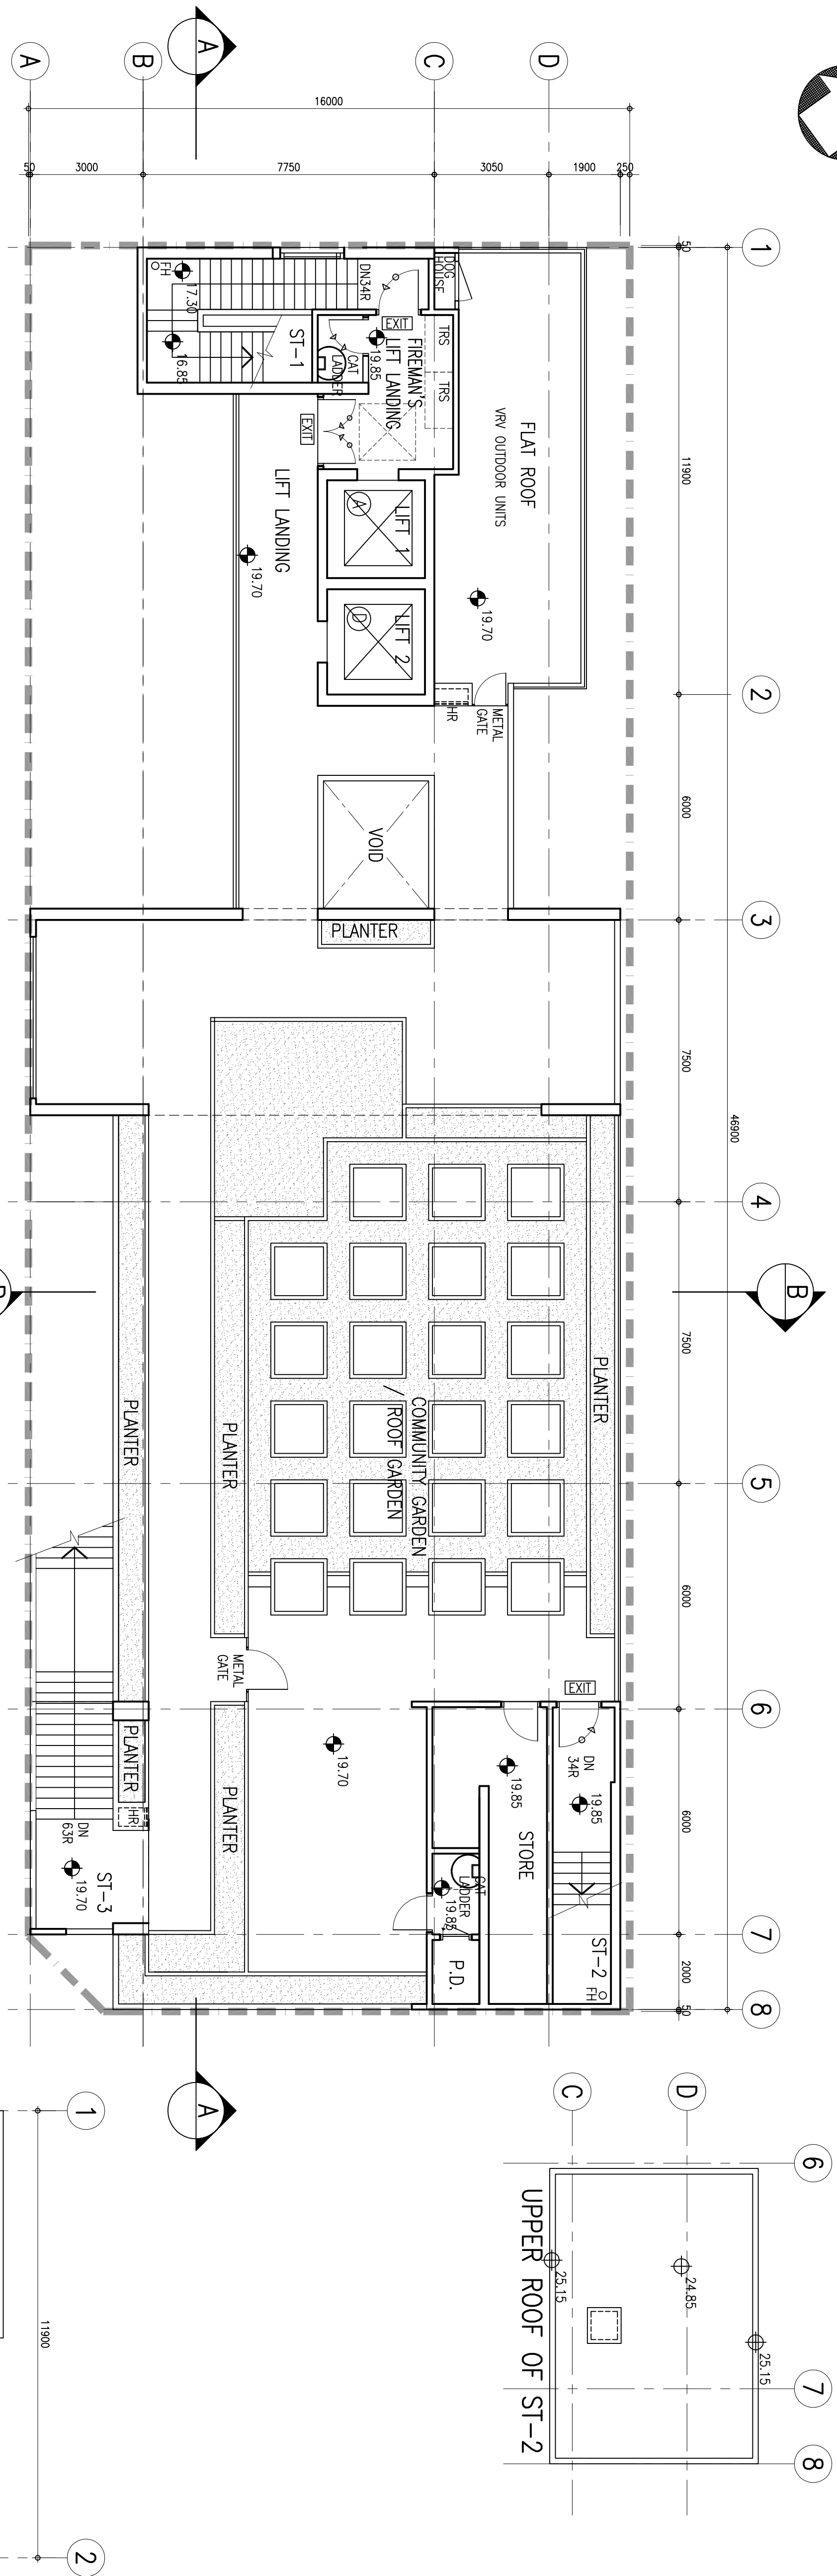 A
B
C
D
A
16000
50
3000
7750
3050
1900
250
1
50
11900
2
6000
3
7500
46900
4
B
7500
5
6000
6
6000
7
2000
50
8
FH
17.30
16.85
DN34R
ST-1
EXIT
DOG
HOUSE
TRS
TRS
19.85
FIREMAN'S
LIFT LANDING
CAT
LADDER
EXIT
FLAT ROOF
VRV OUTDOOR UNITS
LIFT LANDING
19.70
LIFT 1
A
LIFT 2
D
19.70
HR
METAL
GATE
VOID
PLANTER
PLANTER
PLANTER
PLANTER
COMMUNITY GARDEN
/ ROOF GARDEN
METAL
GATE
EXIT
DN
34R
19.85
19.85
STORE
19.70
PLANTER
PLANTER
HR
DN
63R
19.70
ST-3
CAT
LADDER
19.85
P.D.
ST-2
FH
A
C
D
6
7
8
25.15
24.85
25.15
UPPER ROOF OF ST-2
1
11900
2